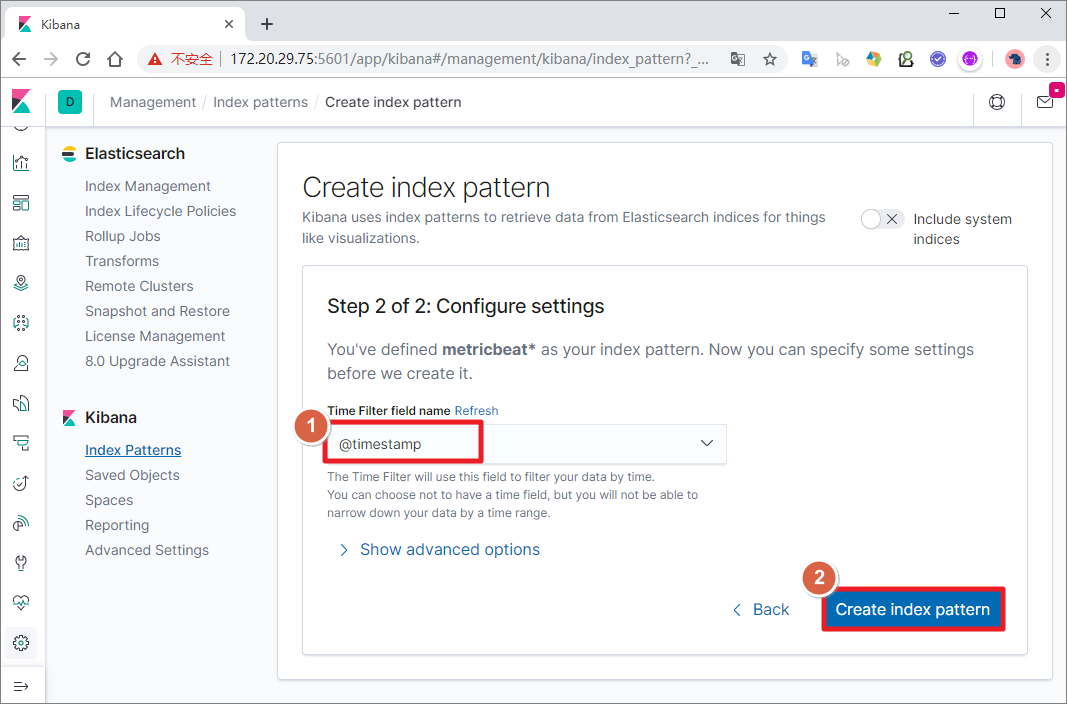 Kibana
不安全
172.20.29.75:5601/app/kibana#/management/kibana/index_pattern?_...
D
Management / Index patterns / Create index pattern
Elasticsearch
Index Management
Index Lifecycle Policies
Rollup Jobs
Transforms
Remote Clusters
Snapshot and Restore
License Management
8.0 Upgrade Assistant
Kibana
Index Patterns
Saved Objects
Spaces
Reporting
Advanced Settings
Create index pattern
Kibana uses index patterns to retrieve data from Elasticsearch indices for things
like visualizations.
Include system
indices
Step 2 of 2: Configure settings
You've defined metricbeat* as your index pattern. Now you can specify some settings
before we create it.
Time Filter field name Refresh
1
@timestamp
The Time Filter will use this field to filter your data by time.
You can choose not to have a time field, but you will not be able to
narrow down your data by a time range.
Show advanced options
2
Back
Create index pattern